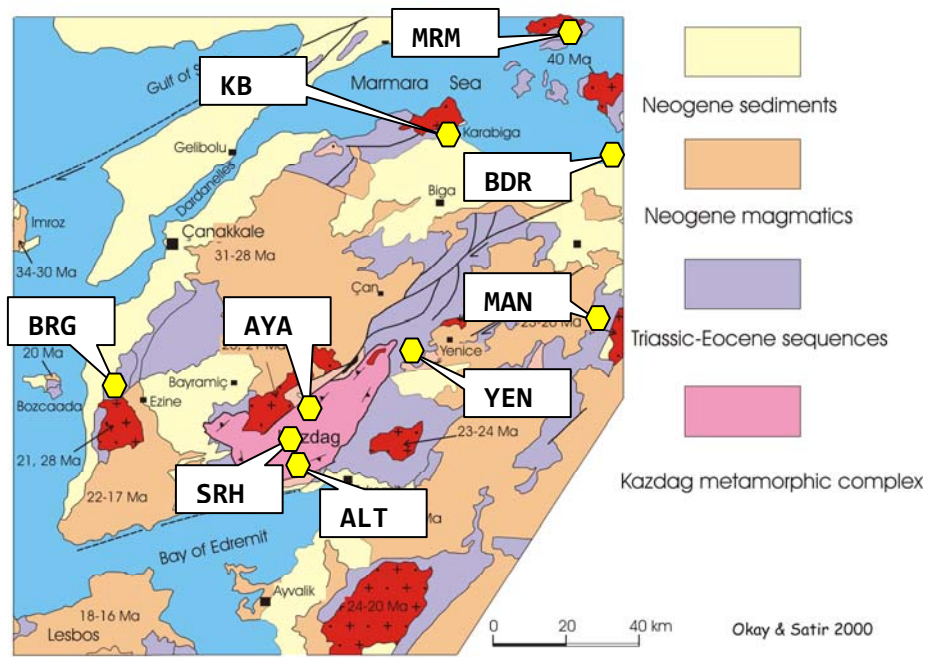 MRM
40 Ma
Gulf of S
KB
Marmara Sea
Neogene sediments
Karabiga
Gelibolu
BDR
Dardanelles
Biga
Imroz
Çanakkale
Neogene magmatics
31-28 Ma
34-30 Ma
Çan
MAN
BRG
AYA
20 Ma
Yenice
Triassic-Eocene sequences
Bayramiç
Bozcaada
Ezine
YEN
zdag
23-24 Ma
21, 28 Ma
Kazdag metamorphic complex
22-17 Ma
SRH
ALT
Ma
Bay of Edremit
Ayvalik
18-16 Ma
24-20 Ma
Lesbos
0 20 40 km
Okay & Satir 2000